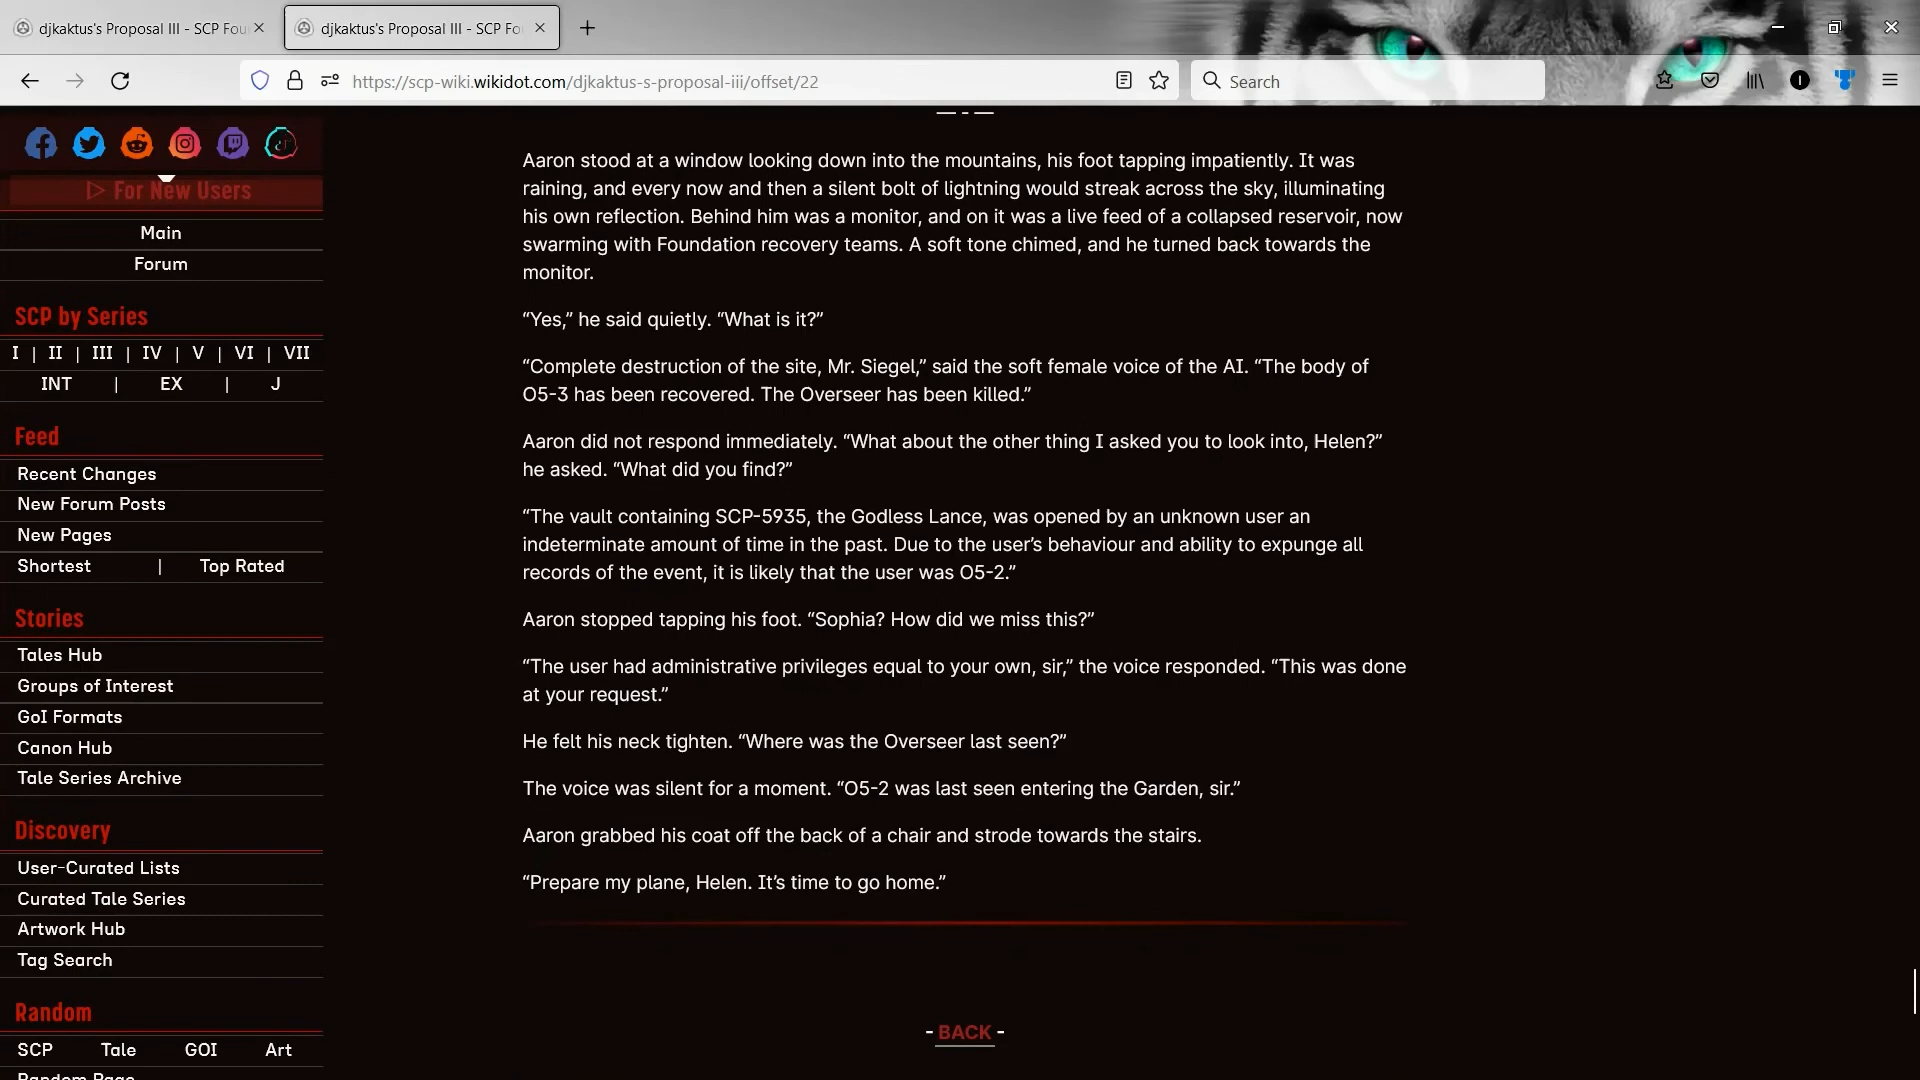 djkaktus's Proposal III - SCP Fou
djkaktus's Proposal III - SCP Fo
https://scp-wiki.wikidot.com/djkaktus-s-proposal-iii/offset/22
Search
For New Users
Main
Forum
SCP by Series
I | II | III | IV | V | VI | VII
INT | EX | J
Feed
Recent Changes
New Forum Posts
New Pages
Shortest | Top Rated
Stories
Tales Hub
Groups of Interest
GoI Formats
Canon Hub
Tale Series Archive
Discovery
User-Curated Lists
Curated Tale Series
Artwork Hub
Tag Search
Random
SCP Tale GOI Art
Random Page
Aaron stood at a window looking down into the mountains, his foot tapping impatiently. It was
raining, and every now and then a silent bolt of lightning would streak across the sky, illuminating
his own reflection. Behind him was a monitor, and on it was a live feed of a collapsed reservoir, now
swarming with Foundation recovery teams. A soft tone chimed, and he turned back towards the
monitor.
“Yes,” he said quietly. “What is it?”
“Complete destruction of the site, Mr. Siegel,” said the soft female voice of the AI. “The body of
O5-3 has been recovered. The Overseer has been killed.”
Aaron did not respond immediately. “What about the other thing I asked you to look into, Helen?”
he asked. “What did you find?”
“The vault containing SCP-5935, the Godless Lance, was opened by an unknown user an
indeterminate amount of time in the past. Due to the user’s behaviour and ability to expunge all
records of the event, it is likely that the user was O5-2.”
Aaron stopped tapping his foot. “Sophia? How did we miss this?”
“The user had administrative privileges equal to your own, sir,” the voice responded. “This was done
at your request.”
He felt his neck tighten. “Where was the Overseer last seen?”
The voice was silent for a moment. “O5-2 was last seen entering the Garden, sir.”
Aaron grabbed his coat off the back of a chair and strode towards the stairs.
“Prepare my plane, Helen. It’s time to go home.”
- BACK -